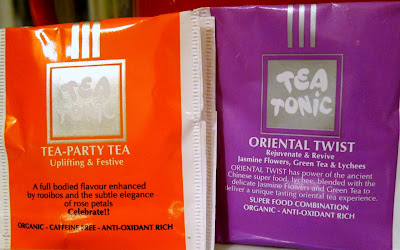 TEA
TONIC
TEA-PARTY TEA
Uplifting & Festive
A full bodied flavour enhanced
by rooibos and the subtle elegance
of rose petals
Celebrate!!
ORGANIC - CAFFEINE FREE - ANTI-OXIDANT RICH
TEA
TONIC
ORIENTAL TWIST
Rejuvenate & Revive
Jasmine Flowers, Green Tea & Lychees
ORIENTAL TWIST has power of the ancient
Chinese super food, lychee, blended with the
delicate Jasmine Flowers and Green Tea to
deliver a unique tasting oriental tea experience.
SUPER FOOD COMBINATION
ORGANIC - ANTI-OXIDANT RICH